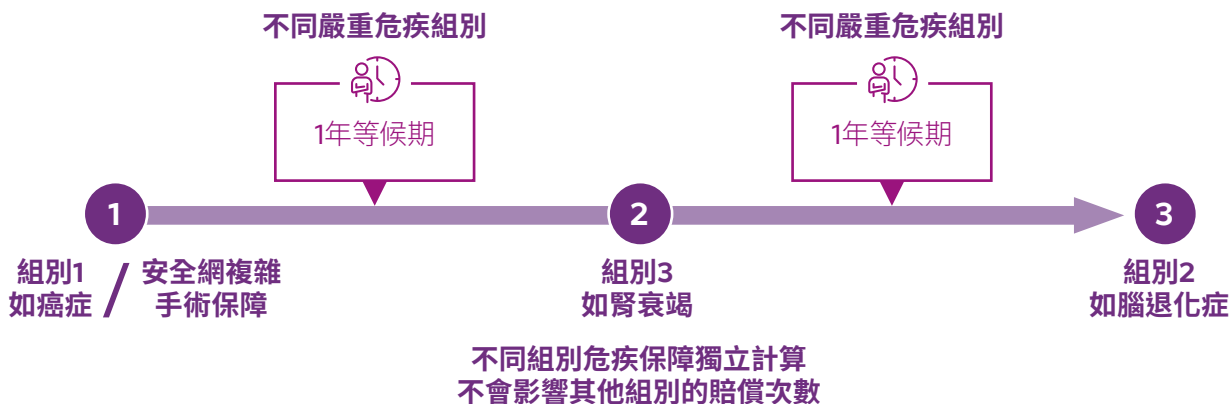 不同嚴重危疾組別
不同嚴重危疾組別
1年等候期
1年等候期
1
2
3
組別1
如癌症
/
安全網複雜
手術保障
組別3
如腎衰竭
組別2
如腦退化症
不同組別危疾保障獨立計算
不會影響其他組別的賠償次數